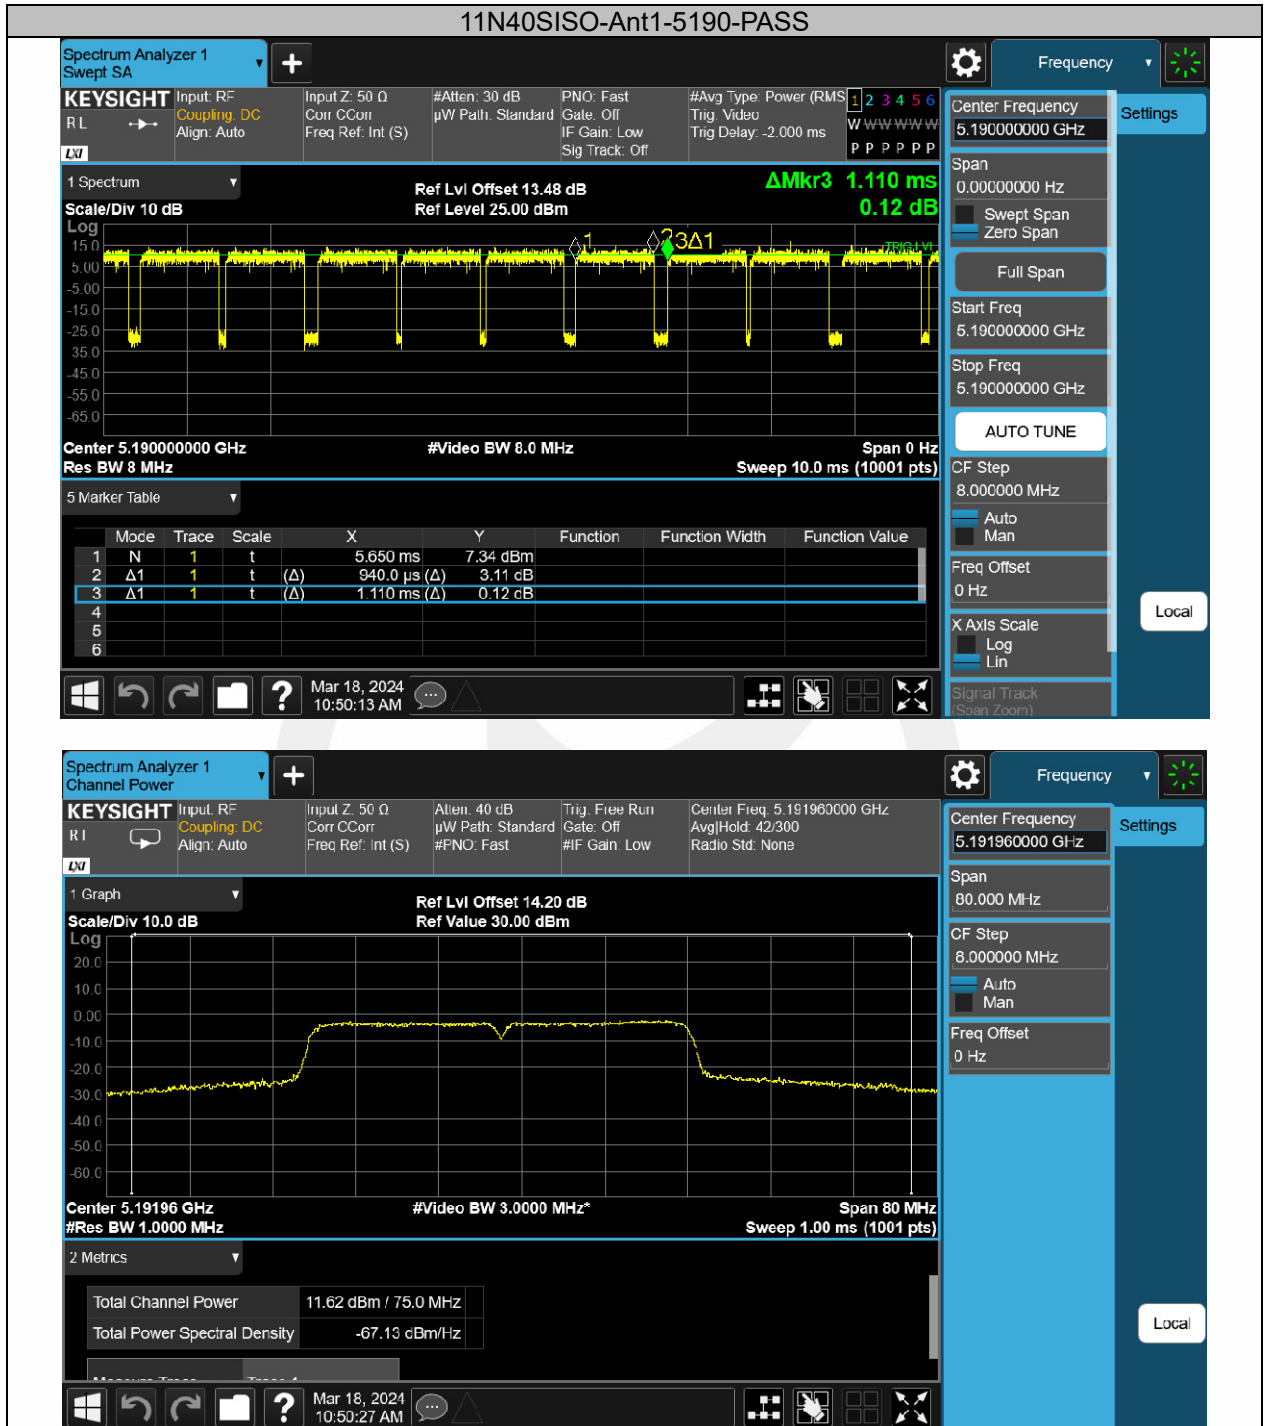 11N40SISO-Ant1-5190-PASS
Spectrum Analyzer 1
Swept SA
Frequency
KEYSIGHT
RL
LXI
Input: RF
Coupling: DC
Align: Auto
Input Z: 50 Ω
Corr CCorr
Freq Ref: Int (S)
#Atten: 30 dB
µW Path: Standard
PNO: Fast
Gate: Off
IF Gain: Low
Sig Track: Off
#Avg Type: Power (RMS
Trig: Video
Trig Delay: -2.000 ms
1 2 3 4 5 6
W W W W W W
P P P P P P
Center Frequency
5.190000000 GHz
Settings
Span
0.00000000 Hz
Swept Span
Zero Span
Full Span
Start Freq
5.190000000 GHz
Stop Freq
5.190000000 GHz
AUTO TUNE
CF Step
8.000000 MHz
Auto
Man
Freq Offset
0 Hz
X Axis Scale
Log
Lin
Signal Track
(Span Zoom)
Local
1 Spectrum
Scale/Div 10 dB
Ref Lvl Offset 13.48 dB
Ref Level 25.00 dBm
ΔMkr3 1.110 ms
0.12 dB
Log
15.0
5.00
-5.00
-15.0
-25.0
-35.0
-45.0
-55.0
-65.0
1
2
3Δ1
TRIG LVL
Center 5.190000000 GHz
Res BW 8 MHz
#Video BW 8.0 MHz
Span 0 Hz
Sweep 10.0 ms (10001 pts)
5 Marker Table
Mode Trace Scale X Y Function Function Width Function Value
1 N 1 t 5.650 ms 7.34 dBm
2 Δ1 1 t (Δ) 940.0 µs (Δ) 3.11 dB
3 Δ1 1 t (Δ) 1.110 ms (Δ) 0.12 dB
4
5
6
?
Mar 18, 2024
10:50:13 AM
Spectrum Analyzer 1
Channel Power
Frequency
KEYSIGHT
RL
LXI
Input: RF
Coupling: DC
Align: Auto
Input Z: 50 Ω
Corr CCorr
Freq Ref: Int (S)
Atten: 40 dB
µW Path: Standard
#PNO: Fast
Trig: Free Run
Gate: Off
#IF Gain: Low
Center Freq: 5.191960000 GHz
Avg|Hold: 42/300
Radio Std: None
Center Frequency
5.191960000 GHz
Settings
Span
80.000 MHz
CF Step
8.000000 MHz
Auto
Man
Freq Offset
0 Hz
Local
1 Graph
Scale/Div 10.0 dB
Ref Lvl Offset 14.20 dB
Ref Value 30.00 dBm
Log
20.0
10.0
0.00
-10.0
-20.0
-30.0
-40.0
-50.0
-60.0
Center 5.19196 GHz
#Res BW 1.0000 MHz
#Video BW 3.0000 MHz*
Span 80 MHz
Sweep 1.00 ms (1001 pts)
2 Metrics
Total Channel Power 11.62 dBm / 75.0 MHz
Total Power Spectral Density -67.13 dBm/Hz
?
Mar 18, 2024
10:50:27 AM